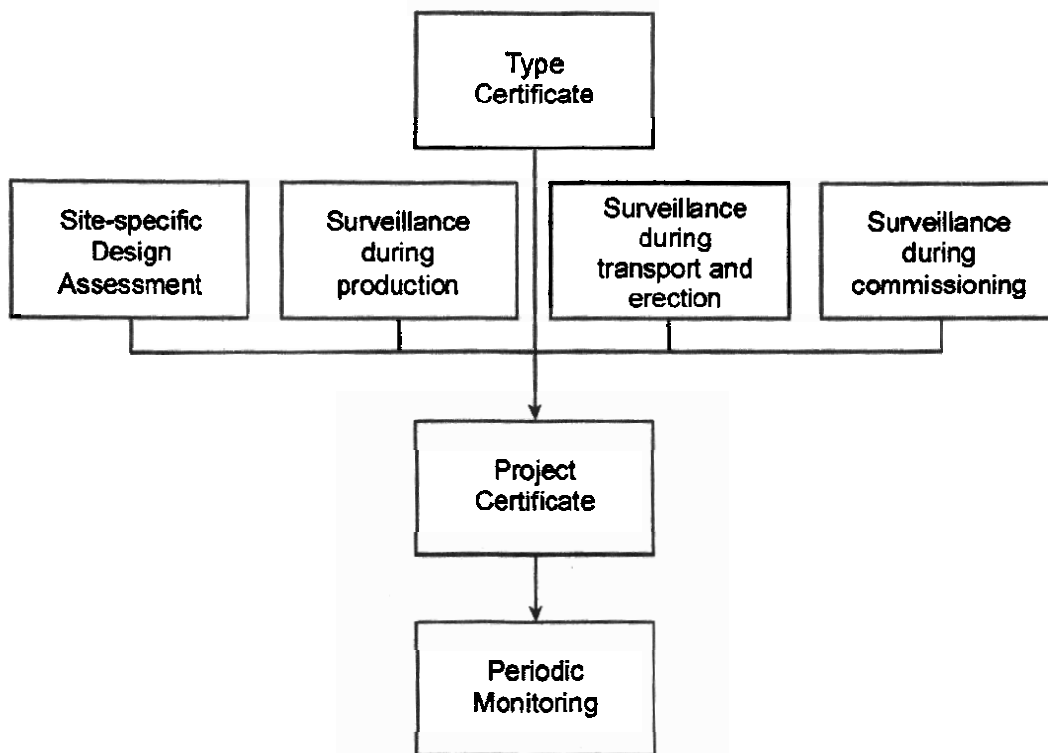 Type
Certificate
Site-specific
Design
Assessment
Surveillance
during
production
Surveillance
during
transport and
erection
Surveillance
during
commissioning
Project
Certificate
Periodic
Monitoring